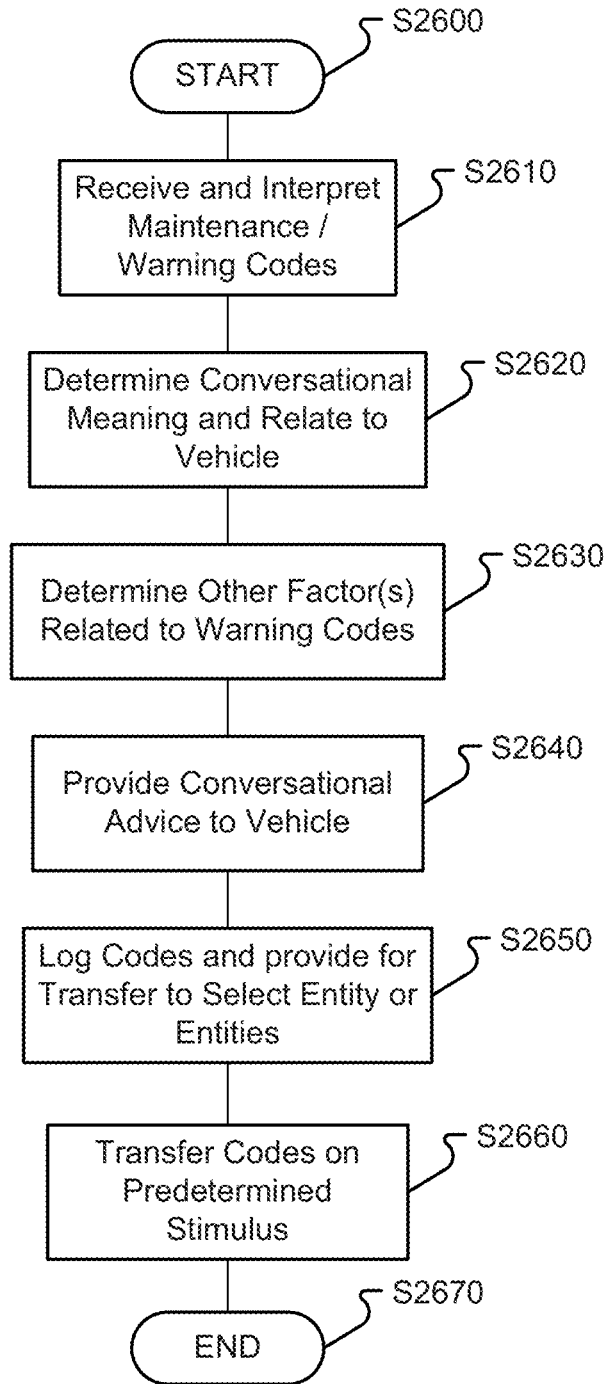 S2600
START
S2610
Receive and Interpret
Maintenance /
Warning Codes
S2620
Determine Conversational
Meaning and Relate to
Vehicle
S2630
Determine Other Factor(s)
Related to Warning Codes
S2640
Provide Conversational
Advice to Vehicle
S2650
Log Codes and provide for
Transfer to Select Entity or
Entities
S2660
Transfer Codes on
Predetermined
Stimulus
S2670
END